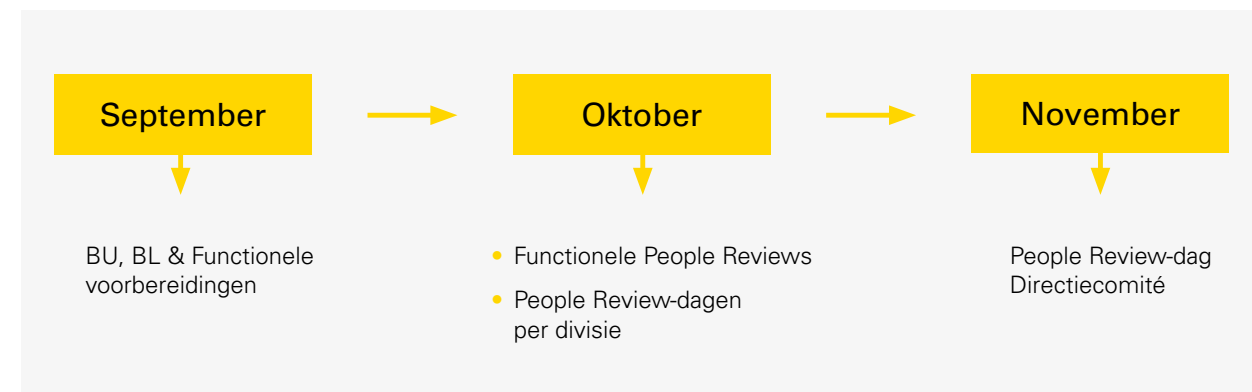 September
Oktober
November
BU, BL & Functionele
voorbereidingen
• Functionele People Reviews
• People Review-dagen
per divisie
People Review-dag
Directiecomité